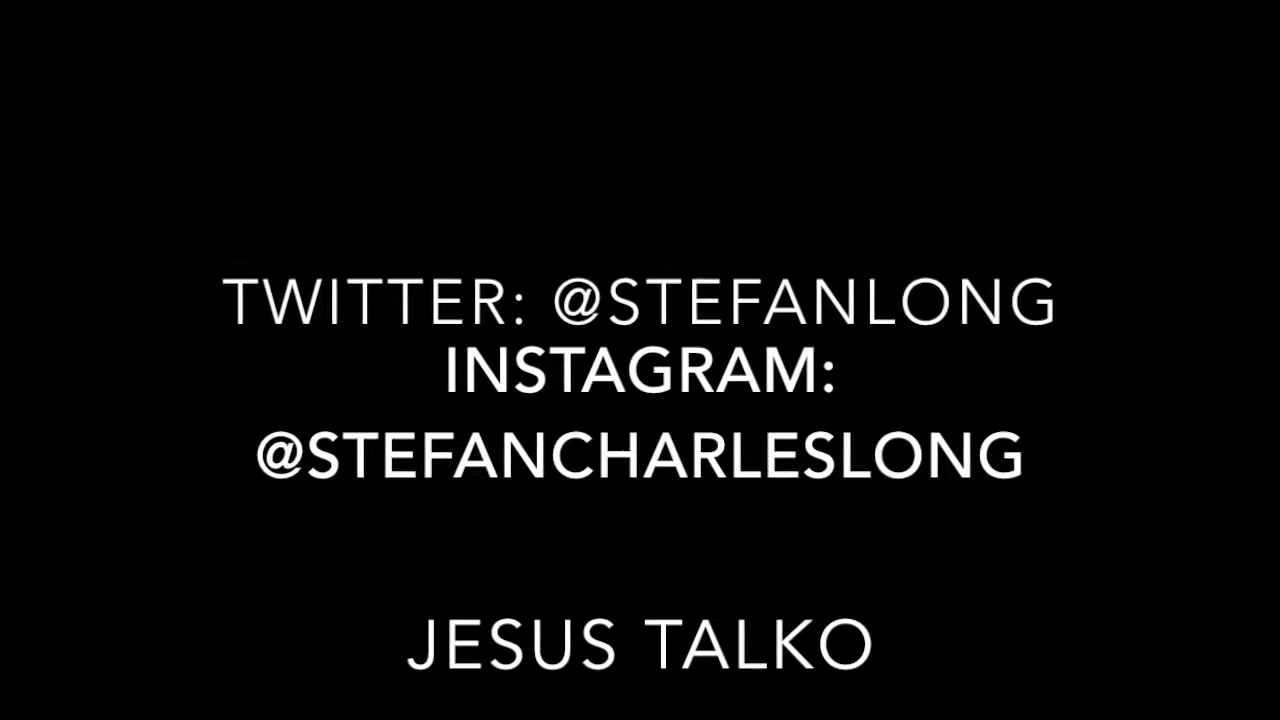 TWITTER: @STEFANLONG
INSTAGRAM:
@STEFANCHARLESLONG
JESUS TALKO